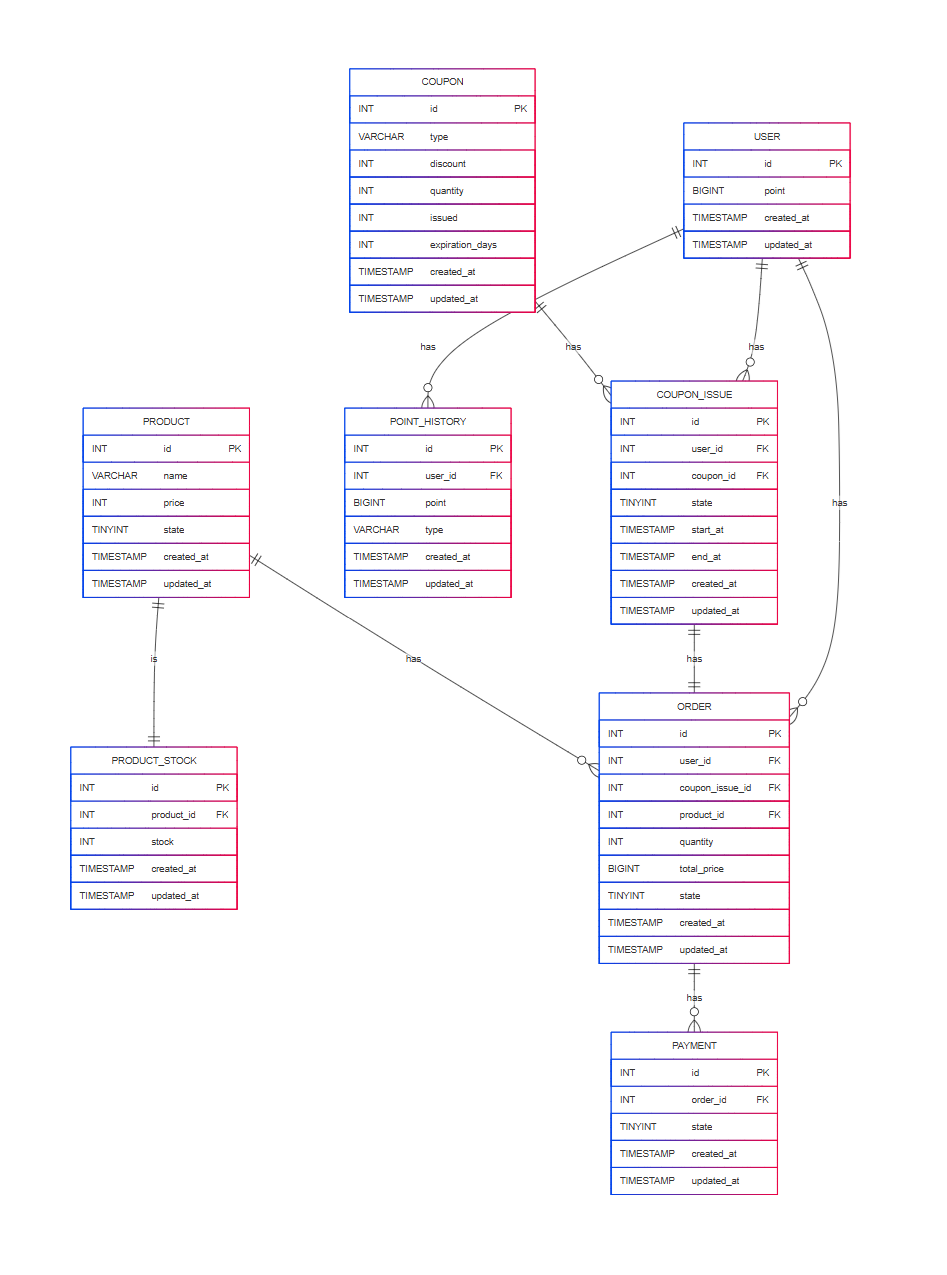 COUPON
INT id PK
VARCHAR type
INT discount
INT quantity
INT issued
INT expiration_days
TIMESTAMP created_at
TIMESTAMP updated_at
USER
INT id PK
BIGINT point
TIMESTAMP created_at
TIMESTAMP updated_at
has
has
has
has
PRODUCT
INT id PK
VARCHAR name
INT price
TINYINT state
TIMESTAMP created_at
TIMESTAMP updated_at
POINT_HISTORY
INT id PK
INT user_id FK
BIGINT point
VARCHAR type
TIMESTAMP created_at
TIMESTAMP updated_at
COUPON_ISSUE
INT id PK
INT user_id FK
INT coupon_id FK
TINYINT state
TIMESTAMP start_at
TIMESTAMP end_at
TIMESTAMP created_at
TIMESTAMP updated_at
is
has
has
PRODUCT_STOCK
INT id PK
INT product_id FK
INT stock
TIMESTAMP created_at
TIMESTAMP updated_at
ORDER
INT id PK
INT user_id FK
INT coupon_issue_id FK
INT product_id FK
INT quantity
BIGINT total_price
TINYINT state
TIMESTAMP created_at
TIMESTAMP updated_at
has
PAYMENT
INT id PK
INT order_id FK
TINYINT state
TIMESTAMP created_at
TIMESTAMP updated_at